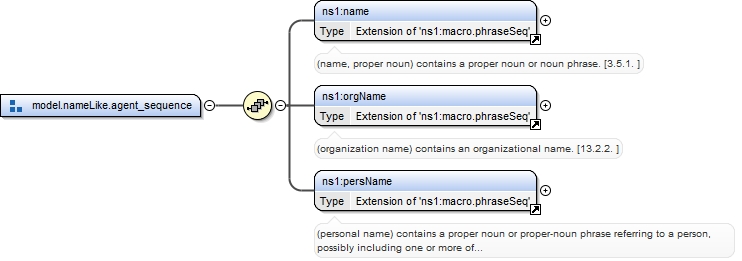 ns1:name
Type Extension of 'ns1:macro.phraseSeq'
(name, proper noun) contains a proper noun or noun phrase. [3.5.1. ]
model.nameLike.agent_sequence
ns1:orgName
Type Extension of 'ns1:macro.phraseSeq'
(organization name) contains an organizational name. [13.2.2. ]
ns1:persName
Type Extension of 'ns1:macro.phraseSeq'
(personal name) contains a proper noun or proper-noun phrase referring to a person,
possibly including one or more of...